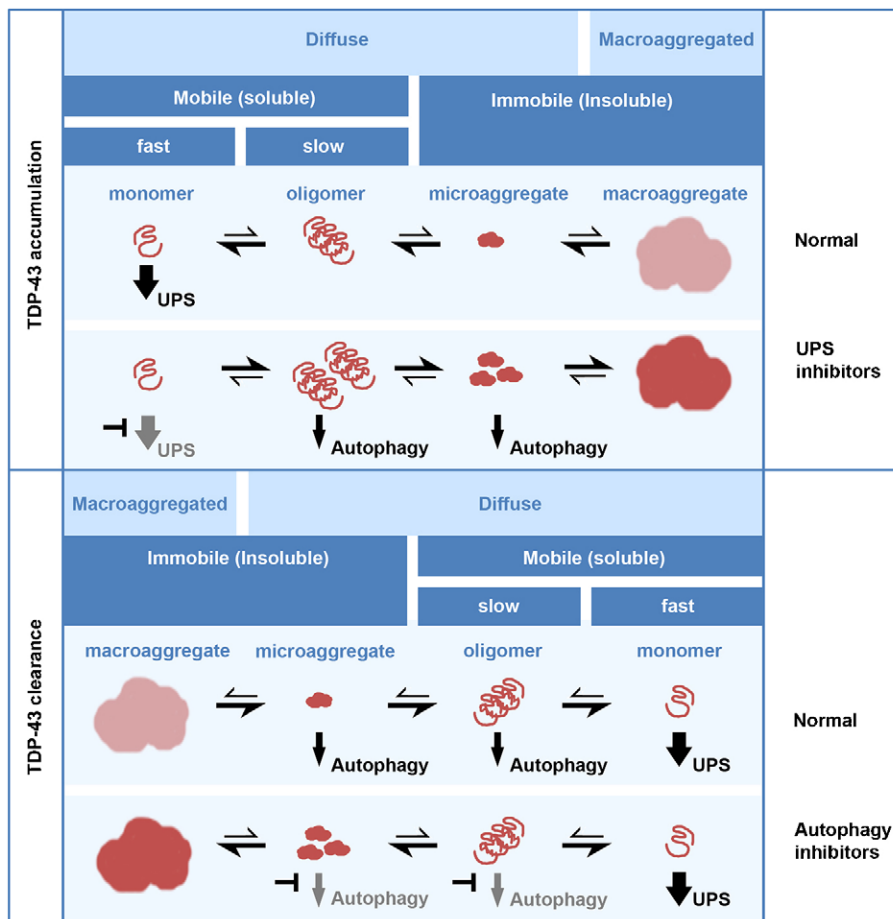 Diffuse
Macroaggregated
Mobile (soluble)
Immobile (Insoluble)
fast
slow
TDP-43 accumulation
monomer
oligomer
microaggregate
macroaggregate
Normal
UPS
UPS
inhibitors
UPS
Autophagy
Autophagy
Macroaggregated
Diffuse
Immobile (Insoluble)
Mobile (soluble)
slow
fast
TDP-43 clearance
macroaggregate
microaggregate
oligomer
monomer
Normal
Autophagy
Autophagy
UPS
Autophagy
inhibitors
Autophagy
Autophagy
UPS